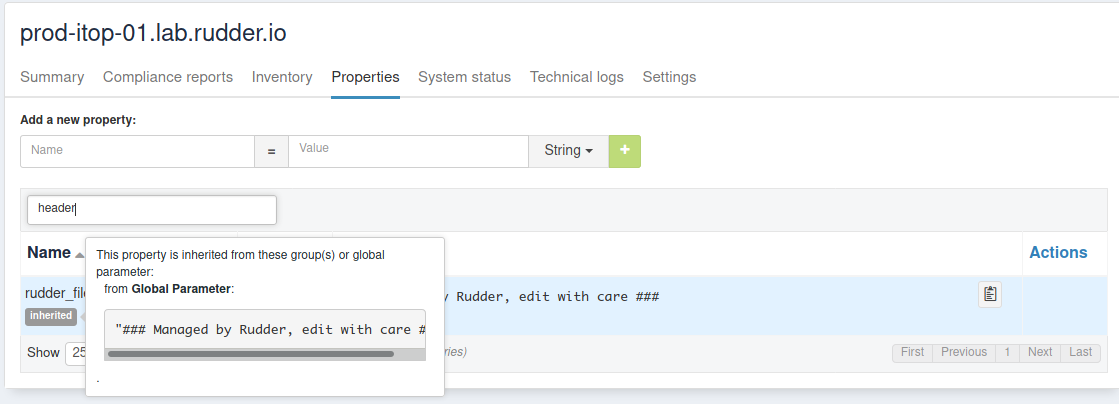 prod-itop-01.lab.rudder.io
Summary Compliance reports Inventory Properties System status Technical logs Settings
Add a new property:
Name = Value String +
header
Name Actions
This property is inherited from these group(s) or global
parameter:
from Global Parameter:
"### Managed by Rudder, edit with care #
.
rudder_fil y Rudder, edit with care ###
inherited
Show 25 ries) First Previous 1 Next Last